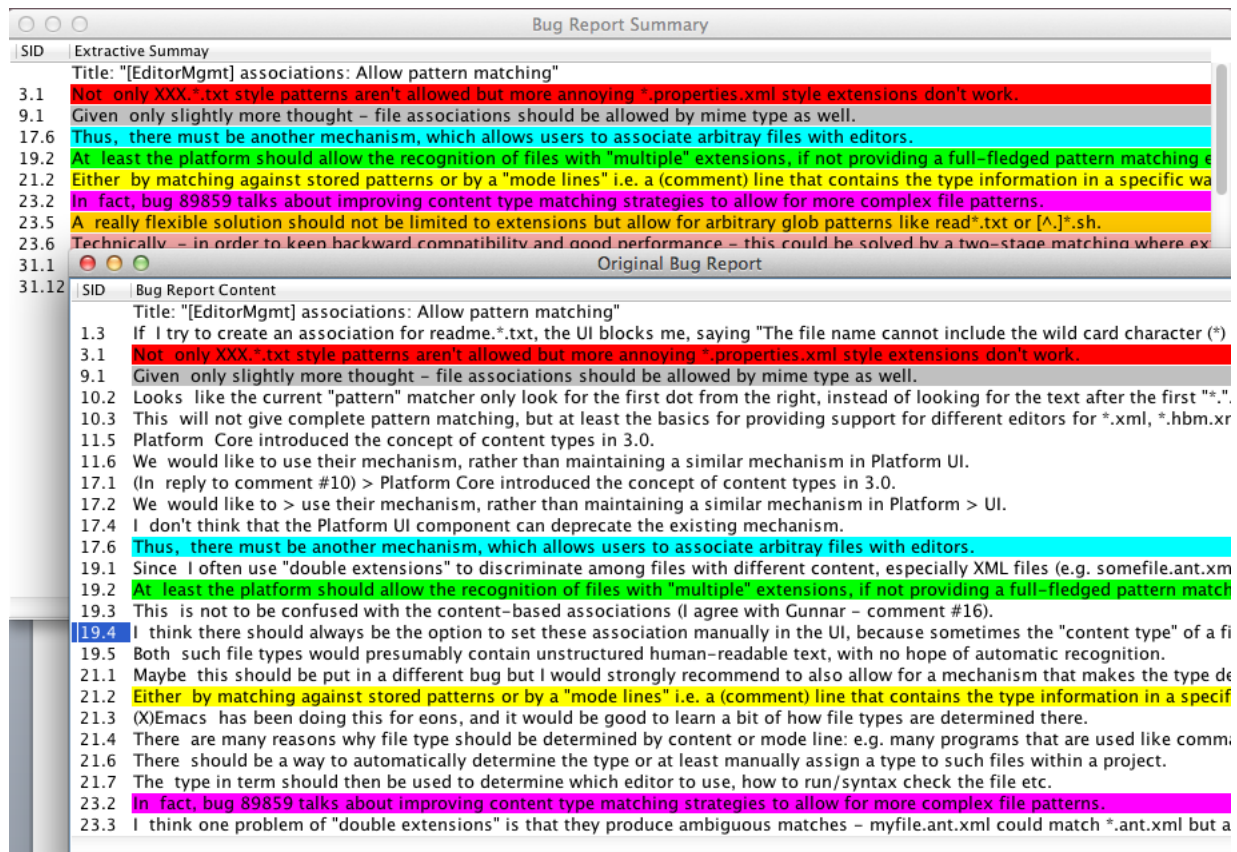 Bug Report Summary
SID Extractive Summay
Title: "[EditorMgmt] associations: Allow pattern matching"
3.1 Not only XXX.*.txt style patterns aren't allowed but more annoying *.properties.xml style extensions don't work.
9.1 Given only slightly more thought – file associations should be allowed by mime type as well.
17.6 Thus, there must be another mechanism, which allows users to associate arbitray files with editors.
19.2 At least the platform should allow the recognition of files with "multiple" extensions, if not providing a full-fledged pattern matching e
21.2 Either by matching against stored patterns or by a "mode lines" i.e. a (comment) line that contains the type information in a specific wa
23.2 In fact, bug 89859 talks about improving content type matching strategies to allow for more complex file patterns.
23.5 A really flexible solution should not be limited to extensions but allow for arbitrary glob patterns like read*.txt or [^.]*.sh.
23.6 Technically – in order to keep backward compatibility and good performance – this could be solved by a two-stage matching where ex
31.1
31.12
Original Bug Report
SID Bug Report Content
Title: "[EditorMgmt] associations: Allow pattern matching"
1.3 If I try to create an association for readme.*.txt, the UI blocks me, saying "The file name cannot include the wild card character (*)
3.1 Not only XXX.*.txt style patterns aren't allowed but more annoying *.properties.xml style extensions don't work.
9.1 Given only slightly more thought – file associations should be allowed by mime type as well.
10.2 Looks like the current "pattern" matcher only look for the first dot from the right, instead of looking for the text after the first "*.".
10.3 This will not give complete pattern matching, but at least the basics for providing support for different editors for *.xml, *.hbm.xr
11.5 Platform Core introduced the concept of content types in 3.0.
11.6 We would like to use their mechanism, rather than maintaining a similar mechanism in Platform UI.
17.1 (In reply to comment #10) > Platform Core introduced the concept of content types in 3.0.
17.2 We would like to > use their mechanism, rather than maintaining a similar mechanism in Platform > UI.
17.4 I don't think that the Platform UI component can deprecate the existing mechanism.
17.6 Thus, there must be another mechanism, which allows users to associate arbitray files with editors.
19.1 Since I often use "double extensions" to discriminate among files with different content, especially XML files (e.g. somefile.ant.xm
19.2 At least the platform should allow the recognition of files with "multiple" extensions, if not providing a full-fledged pattern match
19.3 This is not to be confused with the content-based associations (I agree with Gunnar – comment #16).
19.4 I think there should always be the option to set these association manually in the UI, because sometimes the "content type" of a fi
19.5 Both such file types would presumably contain unstructured human-readable text, with no hope of automatic recognition.
21.1 Maybe this should be put in a different bug but I would strongly recommend to also allow for a mechanism that makes the type de
21.2 Either by matching against stored patterns or by a "mode lines" i.e. a (comment) line that contains the type information in a specif
21.3 (X)Emacs has been doing this for eons, and it would be good to learn a bit of how file types are determined there.
21.4 There are many reasons why file type should be determined by content or mode line: e.g. many programs that are used like comma
21.6 There should be a way to automatically determine the type or at least manually assign a type to such files within a project.
21.7 The type in term should then be used to determine which editor to use, how to run/syntax check the file etc.
23.2 In fact, bug 89859 talks about improving content type matching strategies to allow for more complex file patterns.
23.3 I think one problem of "double extensions" is that they produce ambiguous matches – myfile.ant.xml could match *.ant.xml but a